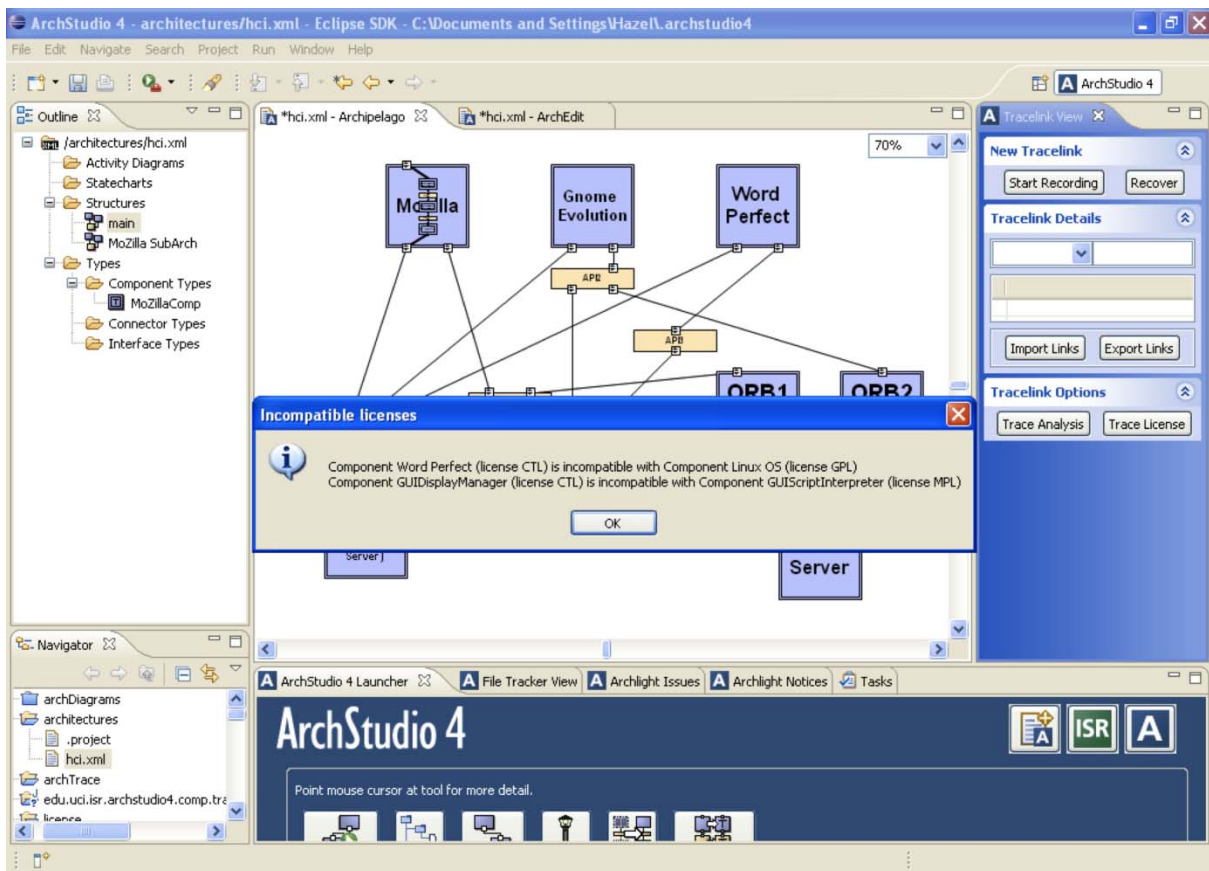 ArchStudio 4 - architectures/hci.xml - Eclipse SDK - C:\Documents and Settings\Hazel\.archstudio4
File Edit Navigate Search Project Run Window Help
ArchStudio 4
Outline
/architectures/hci.xml
Activity Diagrams
Statecharts
Structures
main
MoZilla SubArch
Types
Component Types
MoZillaComp
Connector Types
Interface Types
*hci.xml - Archipelago
*hci.xml - ArchEdit
70%
Gnome
Evolution
Word
Perfect
ORB1
ORB2
Incompatible licenses
Component Word Perfect (license CTL) is incompatible with Component Linux OS (license GPL)
Component GUIDisplayManager (license CTL) is incompatible with Component GUIScriptInterpreter (license MPL)
OK
Server)
Server
Tracelink View
New Tracelink
Start Recording
Recover
Tracelink Details
Import Links
Export Links
Tracelink Options
Trace Analysis
Trace License
Navigator
archDiagrams
architectures
.project
hci.xml
archTrace
edu.uci.isr.archstudio4.comp.tra
license
ArchStudio 4 Launcher
File Tracker View
Archlight Issues
Archlight Notices
Tasks
ArchStudio 4
ISR
A
Point mouse cursor at tool for more detail.